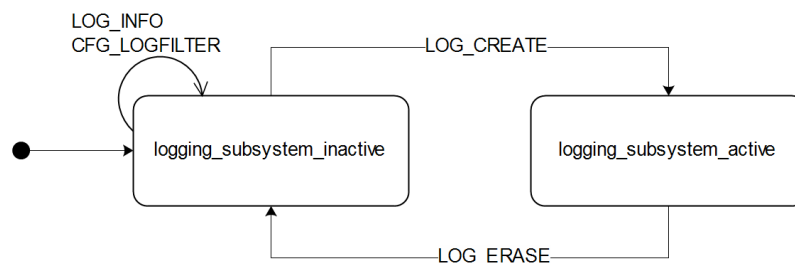 LOG_INFO
CFG_LOGFILTER
LOG_CREATE
logging_subsystem_inactive
logging_subsystem_active
LOG_ERASE